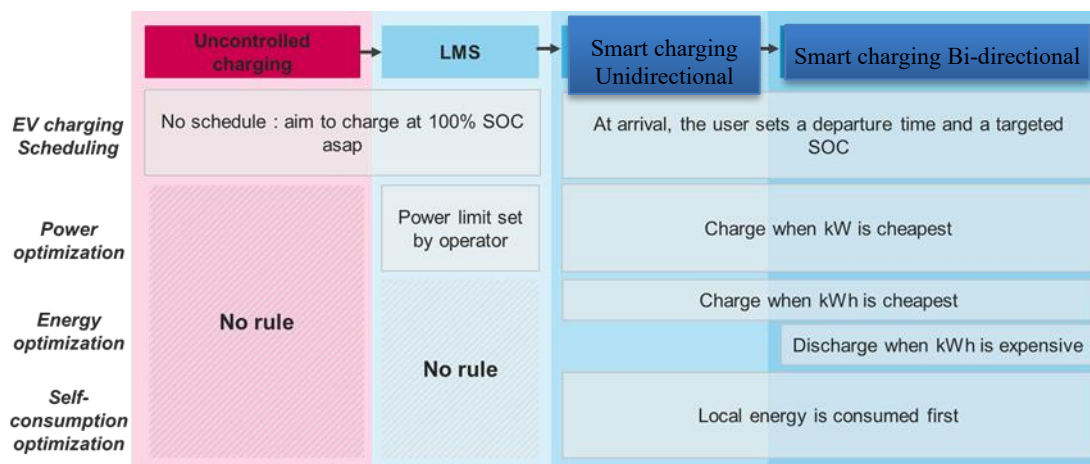 Uncontrolled
charging
LMS
Smart charging
Unidirectional
Smart charging Bi-directional
EV charging
Scheduling
No schedule : aim to charge at 100% SOC
asap
At arrival, the user sets a departure time and a targeted
SOC
Power
optimization
Power limit set
by operator
Charge when kW is cheapest
Energy
optimization
No rule
No rule
Charge when kWh is cheapest
Discharge when kWh is expensive
Self-
consumption
optimization
Local energy is consumed first